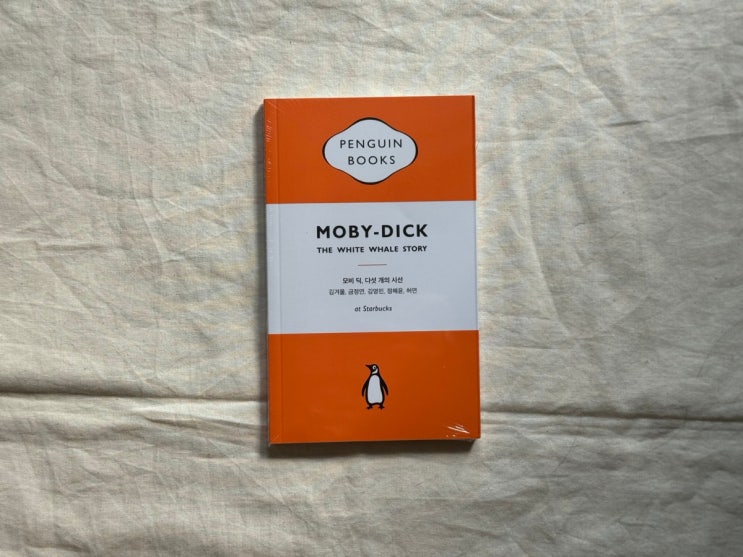 PENGUIN
BOOKS
MOBY-DICK
THE WHITE WHALE STORY
모비 딕, 다섯 개의 시선
김겨울, 금정연, 김영민, 정혜윤, 허연
at Starbucks